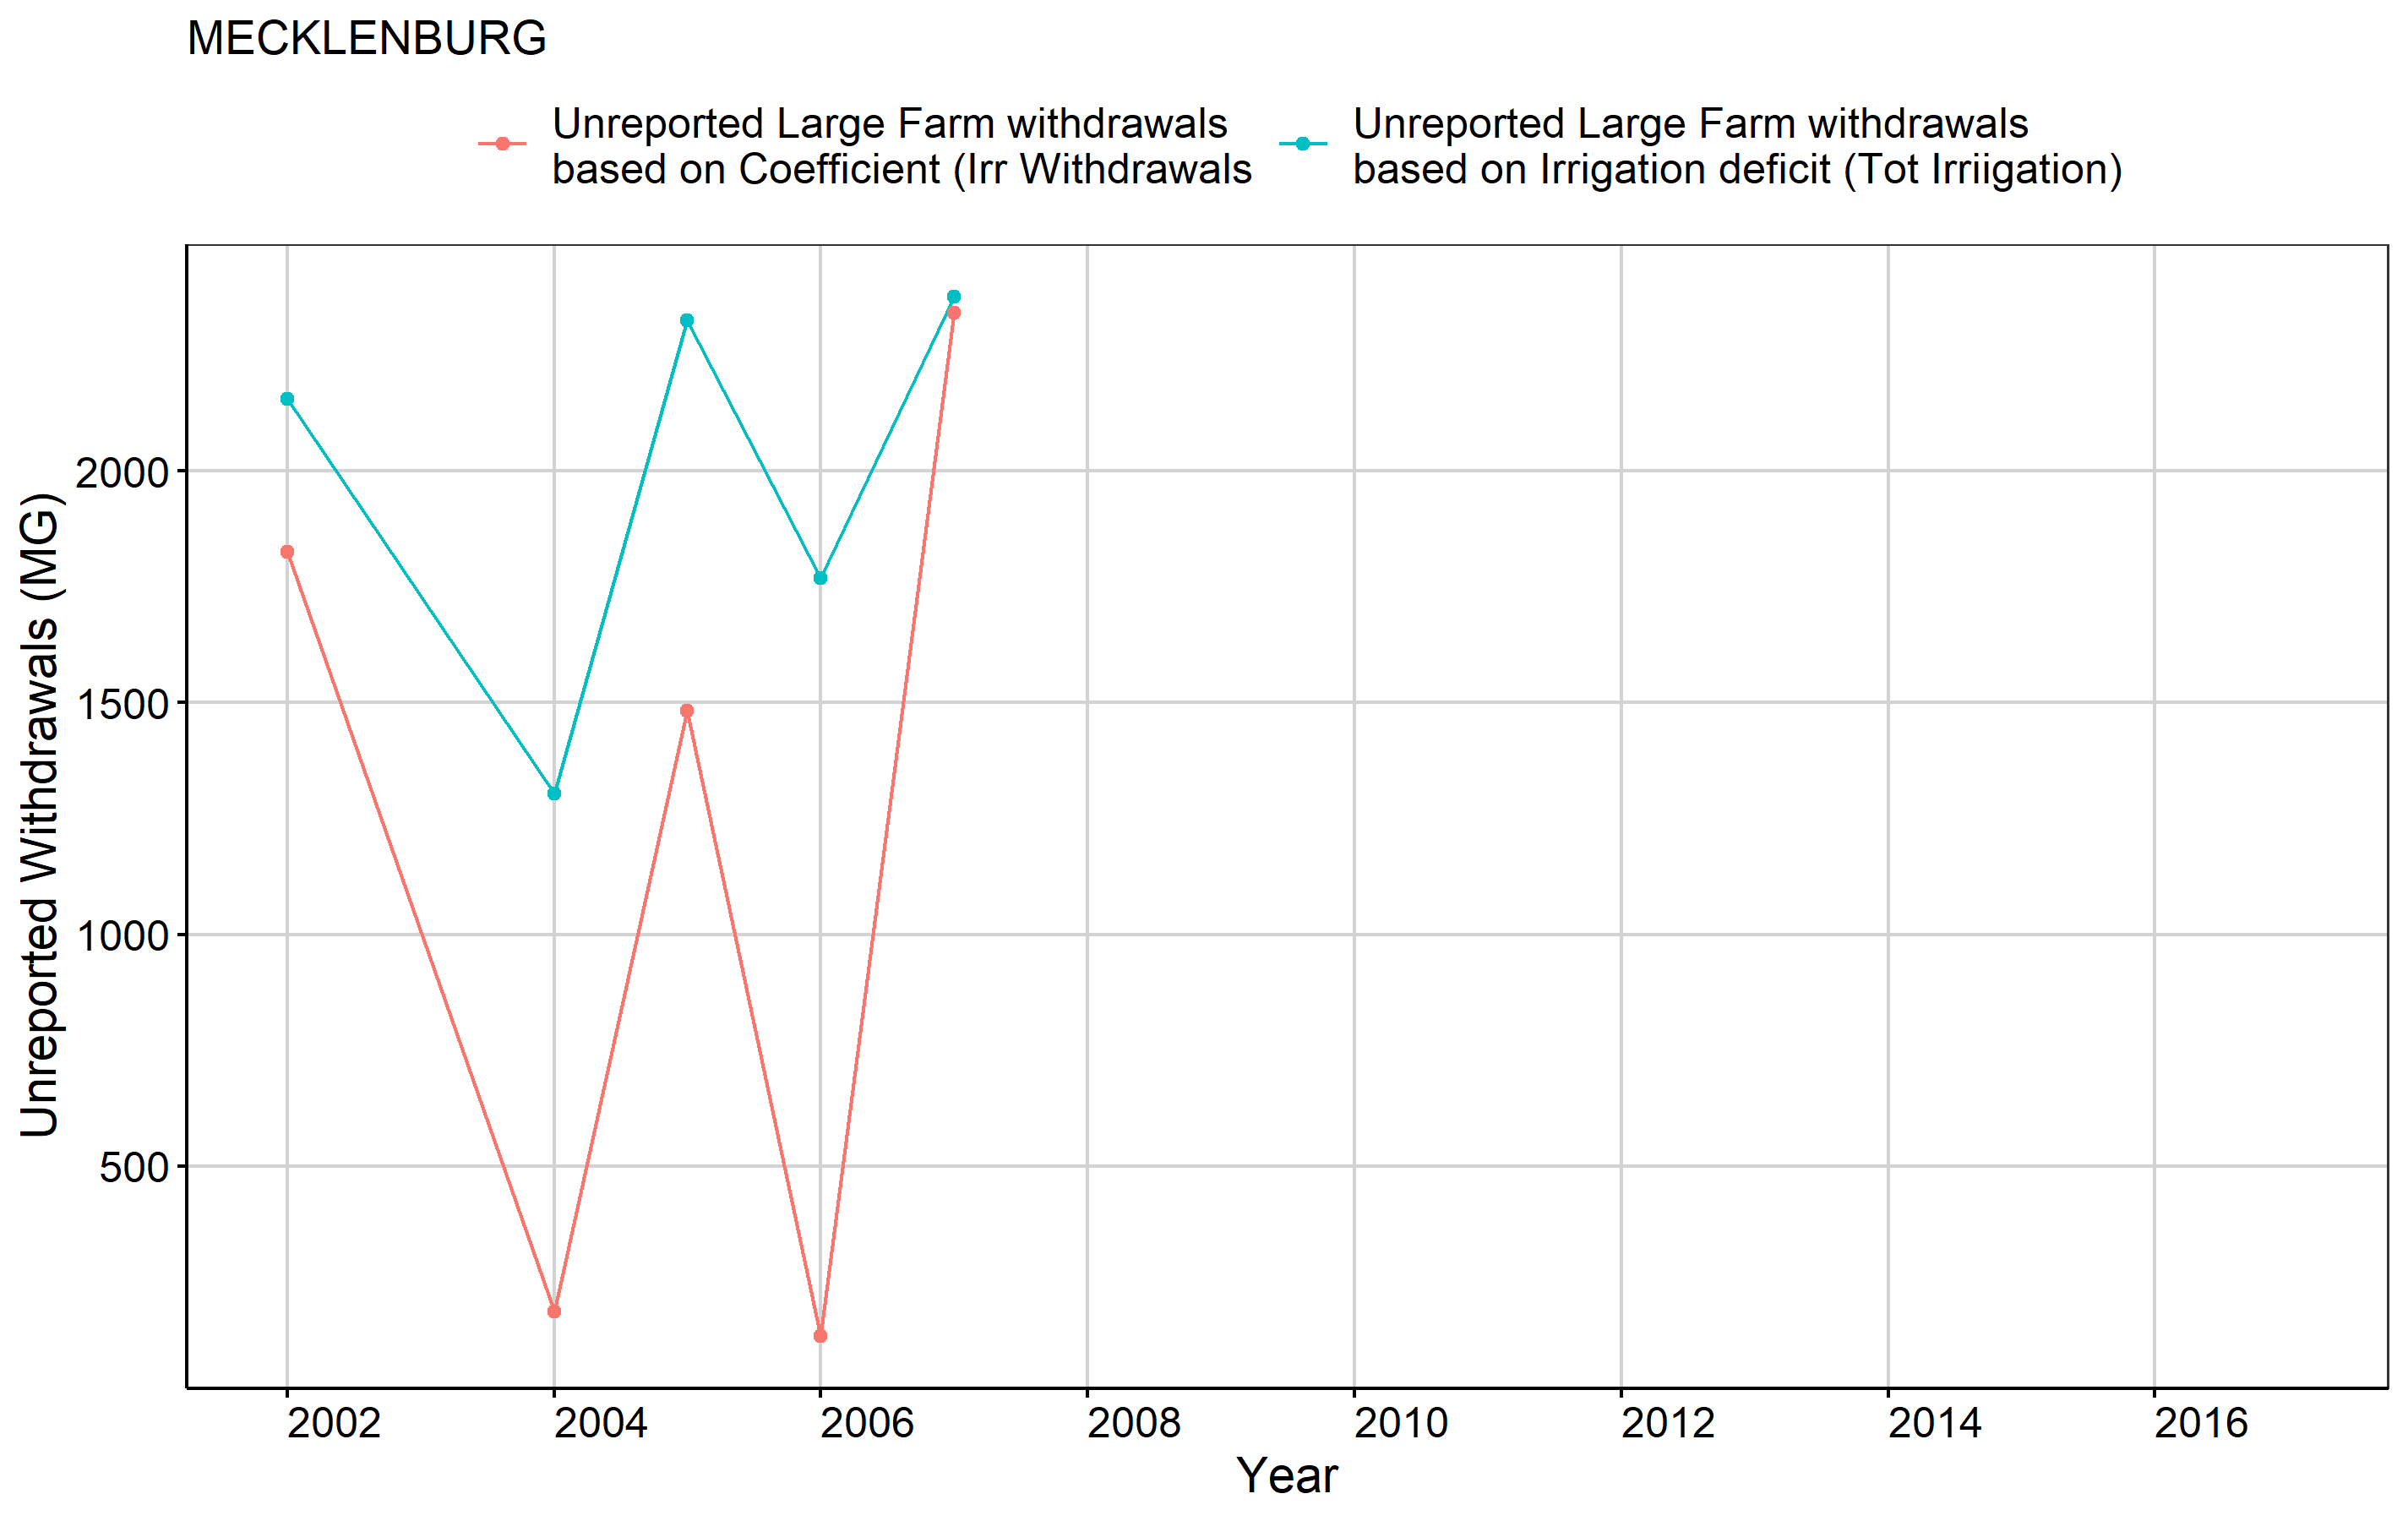 MECKLENBURG
Unreported Large Farm withdrawals
based on Coefficient (Irr Withdrawals
Unreported Large Farm withdrawals
based on Irrigation deficit (Tot Irriigation)
Unreported Withdrawals (MG)
2000
1500
1000
500
2002 2004 2006 2008 2010 2012 2014 2016
Year